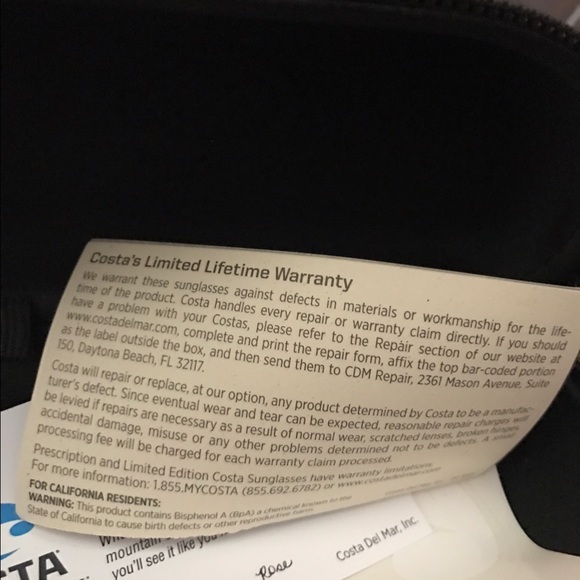 Costa's Limited Lifetime Warranty
We warrant these sunglasses against defects in materials or workmanship for the life-
time of the product. Costa handles every repair or warranty claim directly. If you should
have a problem with your Costas, please refer to the Repair section of our website at
www.costadelmar.com, complete and print the repair form, affix the top bar-coded portion
as the label outside the box, and then send them to CDM Repair, 2361 Mason Avenue, Suite
150, Daytona Beach, FL 32117.
Costa will repair or replace, at our option, any product determined by Costa to be a manufac-
turer's defect. Since eventual wear and tear can be expected, reasonable repair charges will
be levied if repairs are necessary as a result of normal wear, scratched lenses, broken hinges,
accidental damage, misuse or any other problems determined not to be defects. A small
processing fee will be charged for each warranty claim processed.
Prescription and Limited Edition Costa Sunglasses have warranty limitations.
For more information: 1.855.MYCOSTA (855.692.6782) or www.costadelmar.com
FOR CALIFORNIA RESIDENTS:
WARNING: This product contains Bisphenol A (BpA) a chemical known to the
State of California to cause birth defects or other reproductive harm.
TA
mountain
you'll see it like you
Rose
Costa Del Mar, Inc.